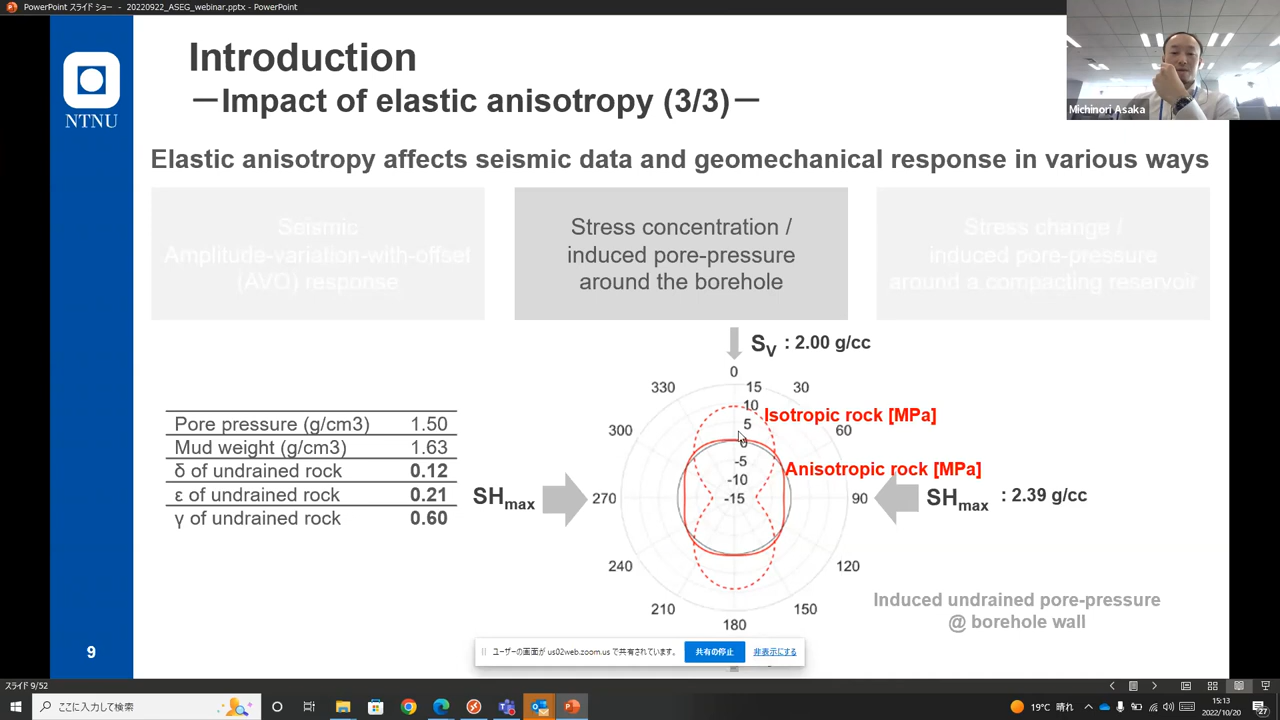 PowerPoint スライド ショー - 20220922_ASEG_webinar.pptx - PowerPoint
Michinori Asaka
NTNU
Introduction
－Impact of elastic anisotropy (3/3)－
Elastic anisotropy affects seismic data and geomechanical response in various ways
Seismic
Amplitude-variation-with-offset
(AVO) response
Stress concentration /
induced pore-pressure
around the borehole
Stress change /
induced pore-pressure
around a compacting reservoir
SV : 2.00 g/cc
0
330
15
30
10
Isotropic rock [MPa]
300
5
60
0
-5
Anisotropic rock [MPa]
-10
270
-15
90
240
120
210
150
180
Pore pressure (g/cm3) 1.50
Mud weight (g/cm3) 1.63
δ of undrained rock 0.12
ε of undrained rock 0.21
γ of undrained rock 0.60
SHmax
SHmax : 2.39 g/cc
Induced undrained pore-pressure
@ borehole wall
9
ユーザーの画面が us02web.zoom.us で共有されています。 共有の停止 非表示にする
スライド 9/52
ここに入力して検索
19°C 晴れ
15:13
2022/10/20
27